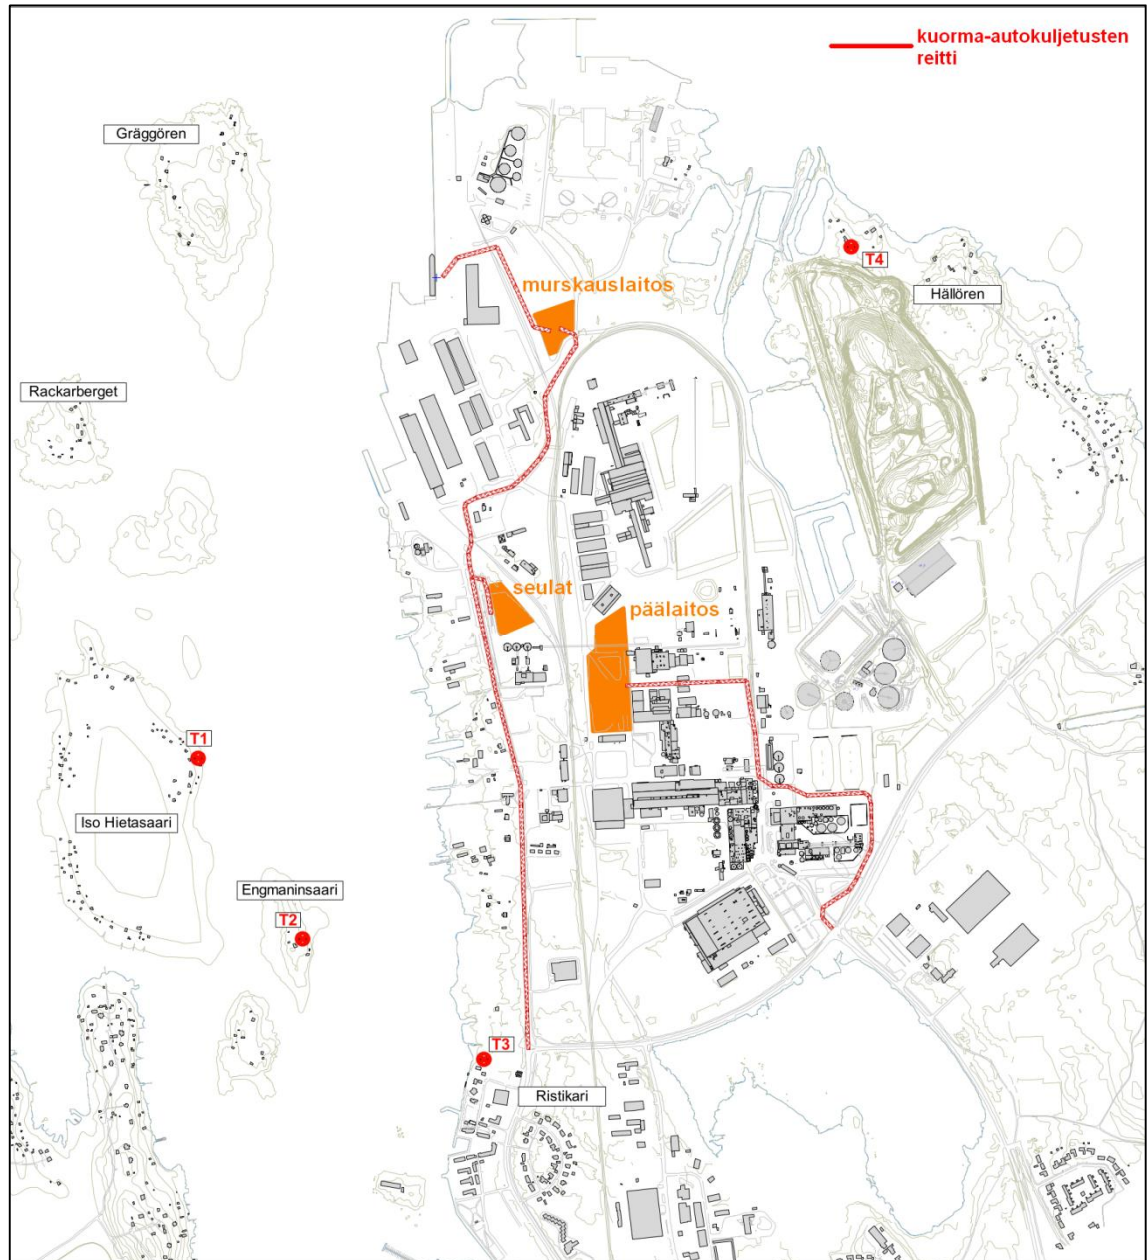 kuorma-autokuljetusten
reitti
Gräggören
T4
murskauslaitos
Hällören
Rackarberget
seulat
päälaitos
T1
Iso Hietasaari
Engmaninsaari
T2
T3
Ristikari